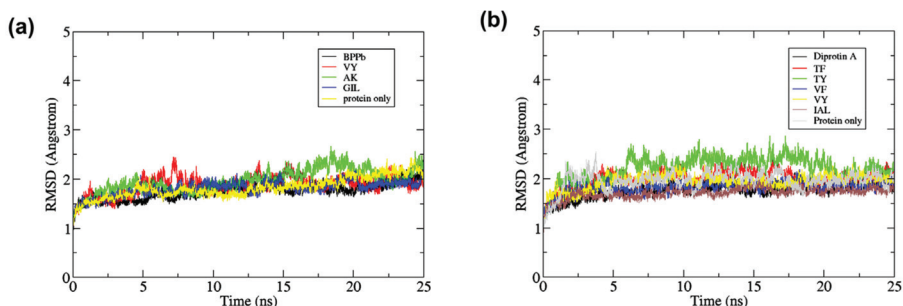 (a)
5
4
3
2
1
0
RMSD (Angstrom)
0 5 10 15 20 25
Time (ns)
BPPb
VY
AK
GIL
protein only
(b)
5
4
3
2
1
0
RMSD (Angstrom)
0 5 10 15 20 25
Time (ns)
Diprotin A
TF
TY
VF
VY
IAL
Protein only